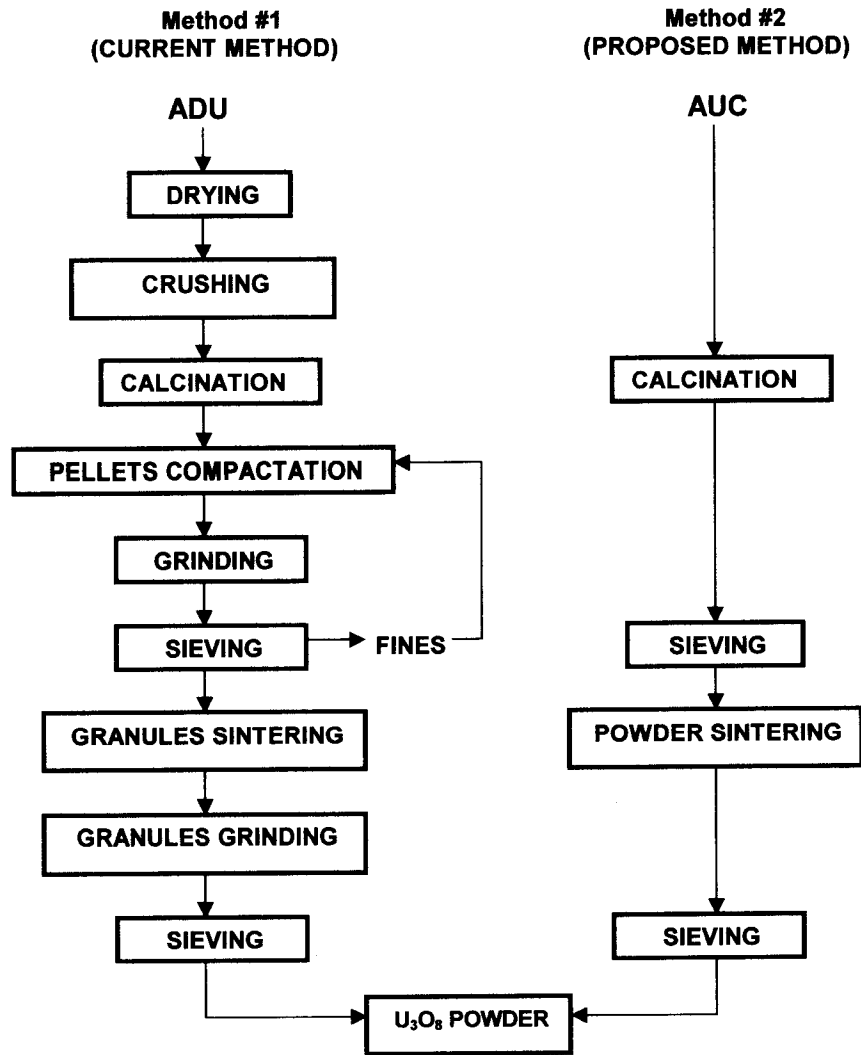 Method #1
(CURRENT METHOD)
ADU
DRYING
CRUSHING
CALCINATION
PELLETS COMPACTATION
GRINDING
SIEVING
FINES
GRANULES SINTERING
GRANULES GRINDING
SIEVING
Method #2
(PROPOSED METHOD)
AUC
CALCINATION
SIEVING
POWDER SINTERING
SIEVING
U₃O₈ POWDER